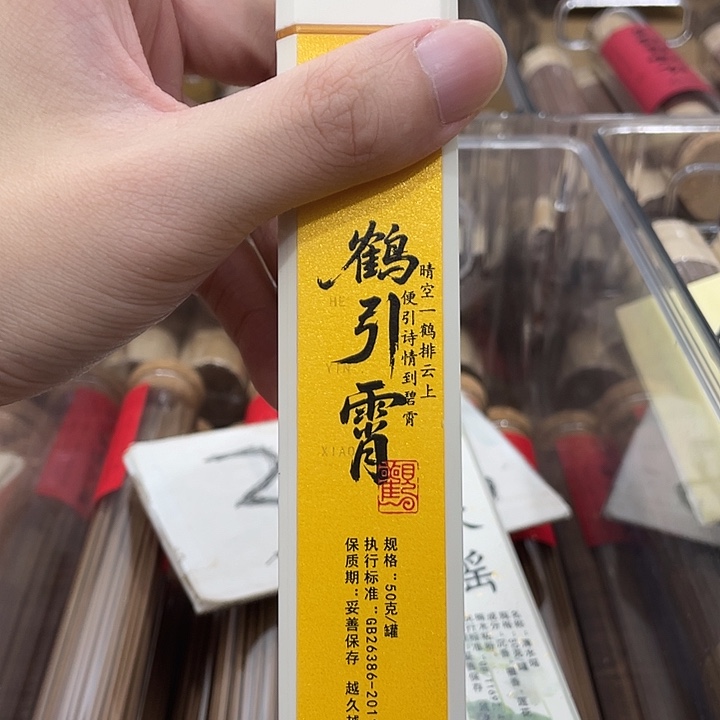 鹤引霄
HE
YIN
XIAO
晴空一鹤排云上
便引诗情到碧霄
规格：50克/罐
执行标准：GB26386-201
保质期：妥善保存 越久越
2